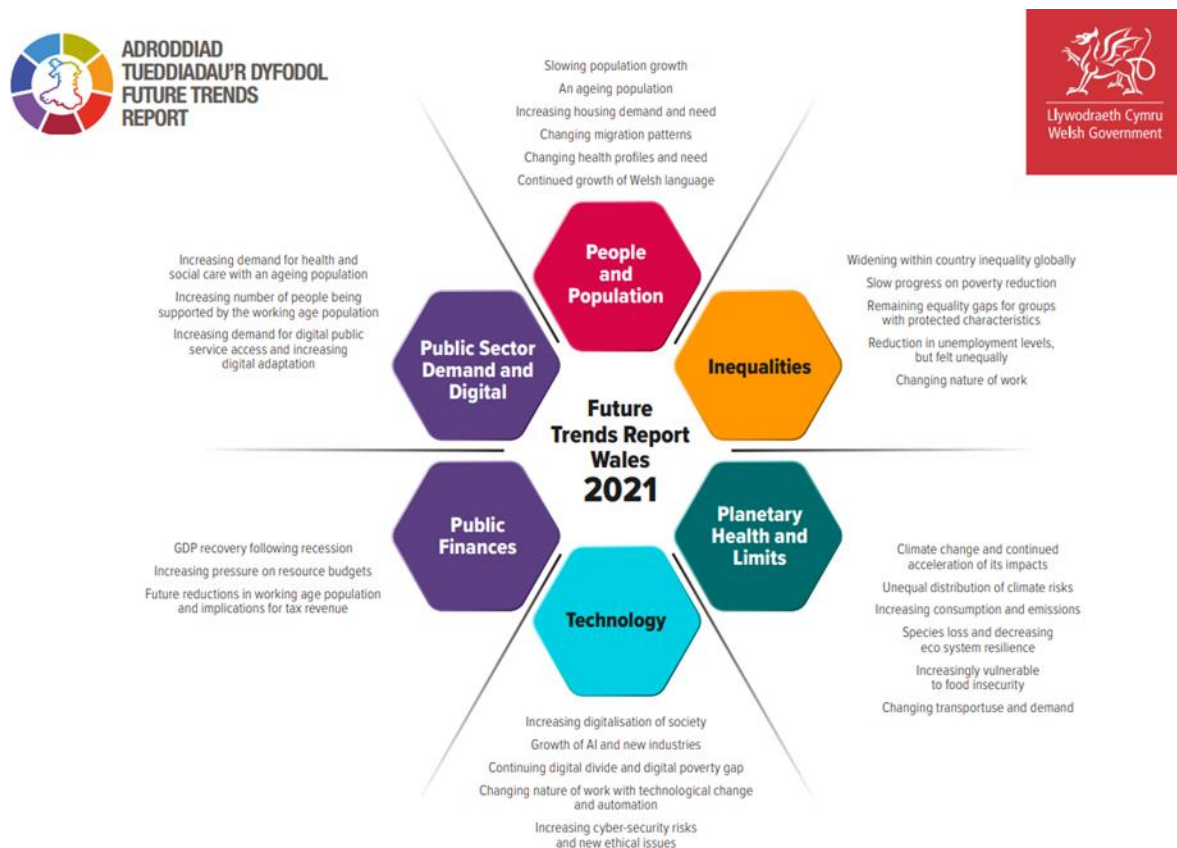 ADRODDIAD
TUEDDIADAU'R DYFODOL
FUTURE TRENDS
REPORT
Llywodraeth Cymru
Welsh Government
Slowing population growth
An ageing population
Increasing housing demand and need
Changing migration patterns
Changing health profiles and need
Continued growth of Welsh language
People
and
Population
Widening within country inequality globally
Slow progress on poverty reduction
Remaining equality gaps for groups
with protected characteristics
Reduction in unemployment levels,
but felt unequally
Changing nature of work
Inequalities
Increasing demand for health and
social care with an ageing population
Increasing number of people being
supported by the working age population
Increasing demand for digital public
service access and increasing
digital adaptation
Public Sector
Demand and
Digital
Future
Trends Report
Wales
2021
Planetary
Health and
Limits
Climate change and continued
acceleration of its impacts
Unequal distribution of climate risks
Increasing consumption and emissions
Species loss and decreasing
eco system resilience
Increasingly vulnerable
to food insecurity
Changing transportuse and demand
Public
Finances
GDP recovery following recession
Increasing pressure on resource budgets
Future reductions in working age population
and implications for tax revenue
Technology
Increasing digitalisation of society
Growth of AI and new industries
Continuing digital divide and digital poverty gap
Changing nature of work with technological change
and automation
Increasing cyber-security risks
and new ethical issues